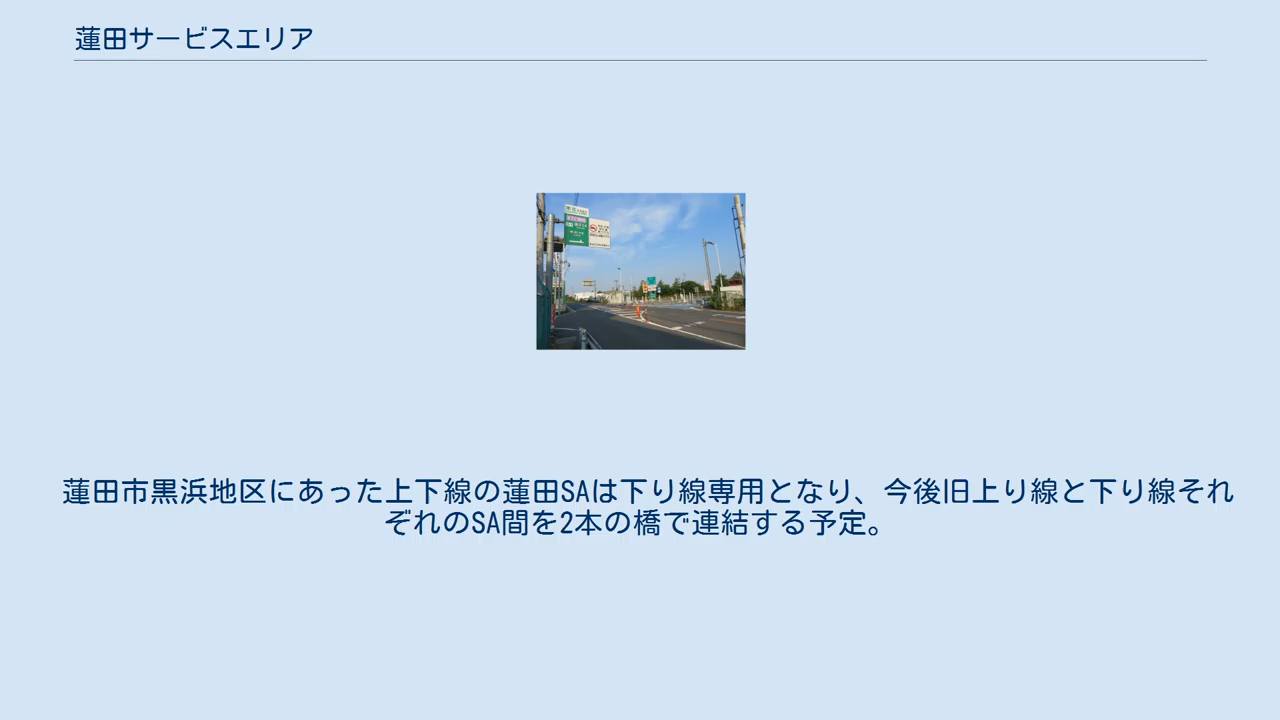 蓮田サービスエリア
蓮田市黒浜地区にあった上下線の蓮田SAは下り線専用となり、今後旧上り線と下り線それ
ぞれのSA間を2本の橋で連結する予定。